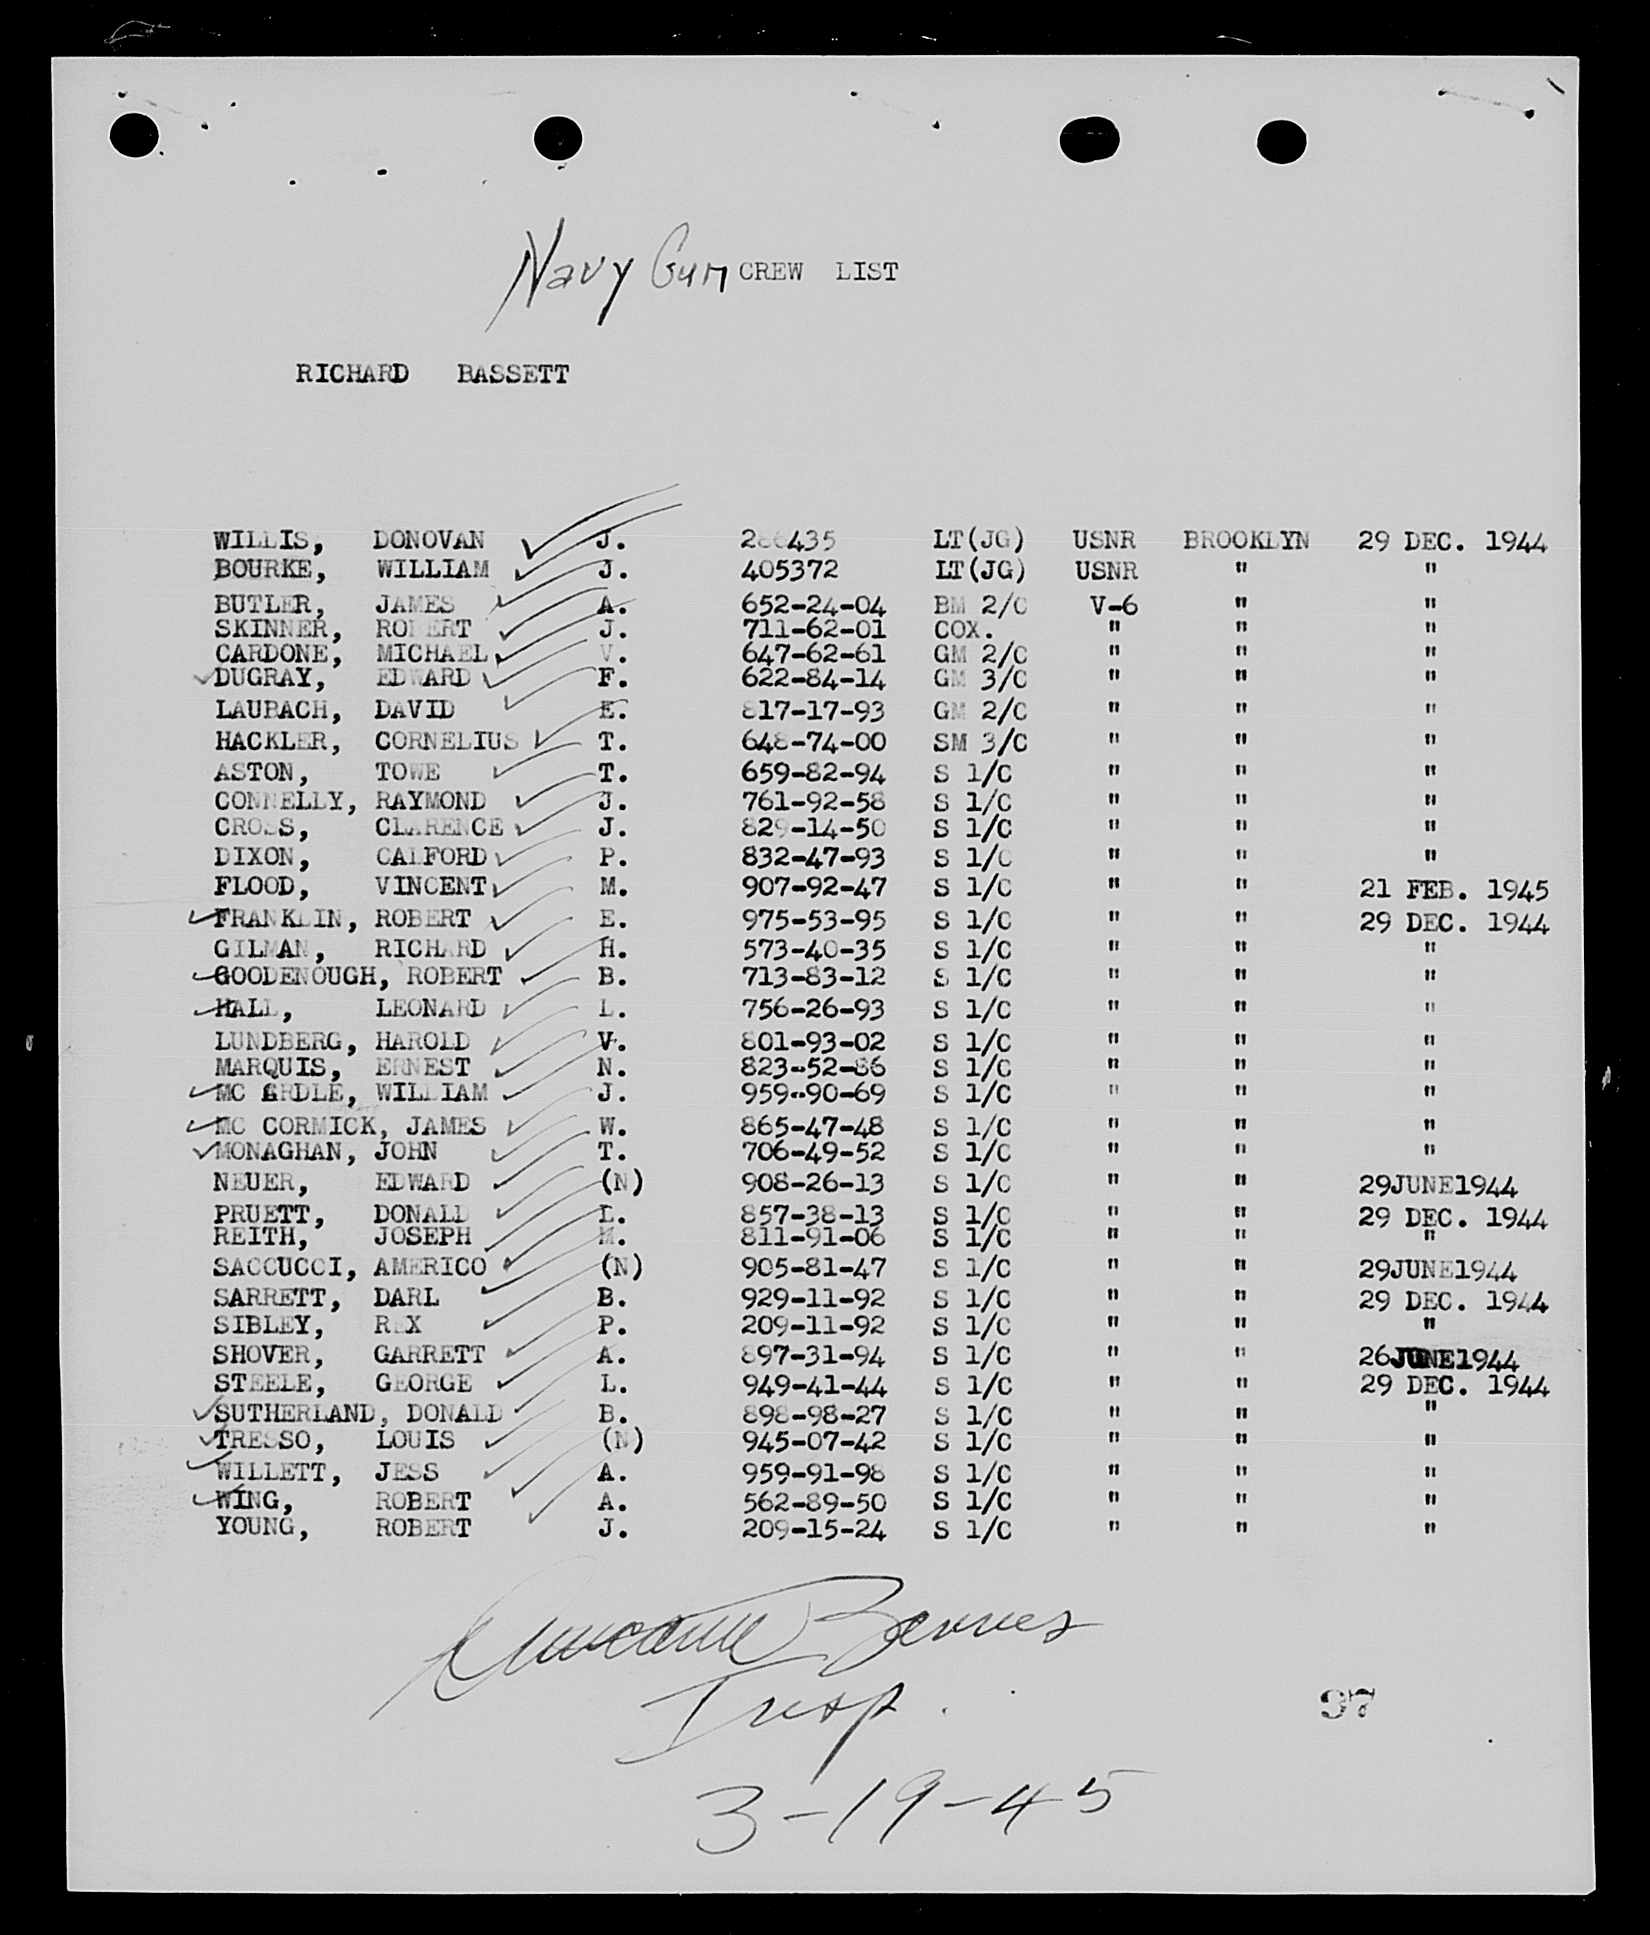 Navy Gun CREW LIST
RICHARD BASSETT
WILLIS, DONOVAN J. 286435 LT(JG) USNR BROOKLYN 29 DEC. 1944
BOURKE, WILLIAM J. 405372 LT(JG) USNR " "
BUTLER, JAMES A. 652-24-04 BM 2/C V-6 " "
SKINNER, ROBERT J. 711-62-01 COX. " " "
CARDONE, MICHAEL V. 647-62-61 GM 2/C " " "
DUGRAY, EDWARD F. 622-84-14 GM 3/C " " "
LAUBACH, DAVID E. 817-17-93 GM 2/C " " "
HACKLER, CORNELIUS T. 648-74-00 SM 3/C " " "
ASTON, TOWE T. 659-82-94 S 1/C " " "
CONNELLY, RAYMOND J. 761-92-58 S 1/C " " "
CROSS, CLARENCE J. 829-14-50 S 1/C " " "
DIXON, CALFORD P. 832-47-93 S 1/C " " "
FLOOD, VINCENT M. 907-92-47 S 1/C " " 21 FEB. 1945
FRANKLIN, ROBERT E. 975-53-95 S 1/C " " 29 DEC. 1944
GILMAN, RICHARD H. 573-40-35 S 1/C " " "
GOODENOUGH, ROBERT B. 713-83-12 S 1/C " " "
HALL, LEONARD L. 756-26-93 S 1/C " " "
LUNDBERG, HAROLD V. 801-93-02 S 1/C " " "
MARQUIS, ERNEST N. 823-52-86 S 1/C " " "
MC ARDLE, WILLIAM J. 959-90-69 S 1/C " " "
MC CORMICK, JAMES W. 865-47-48 S 1/C " " "
MONAGHAN, JOHN T. 706-49-52 S 1/C " " "
NEUER, EDWARD (N) 908-26-13 S 1/C " " 29JUNE1944
PRUETT, DONALD L. 857-38-13 S 1/C " " 29 DEC. 1944
REITH, JOSEPH M. 811-91-06 S 1/C " " "
SACCUCCI, AMERICO (N) 905-81-47 S 1/C " " 29JUNE1944
SARRETT, DARL B. 929-11-92 S 1/C " " 29 DEC. 1944
SIBLEY, REX P. 209-11-92 S 1/C " " "
SHOVER, GARRETT A. 897-31-94 S 1/C " " 26JUNE1944
STEELE, GEORGE L. 949-41-44 S 1/C " " 29 DEC. 1944
SUTHERLAND, DONALD B. 898-98-27 S 1/C " " "
TRESSO, LOUIS (N) 945-07-42 S 1/C " " "
WILLETT, JESS A. 959-91-98 S 1/C " " "
WING, ROBERT A. 562-89-50 S 1/C " " "
YOUNG, ROBERT J. 209-15-24 S 1/C " " "
Insp.
37
3-19-45